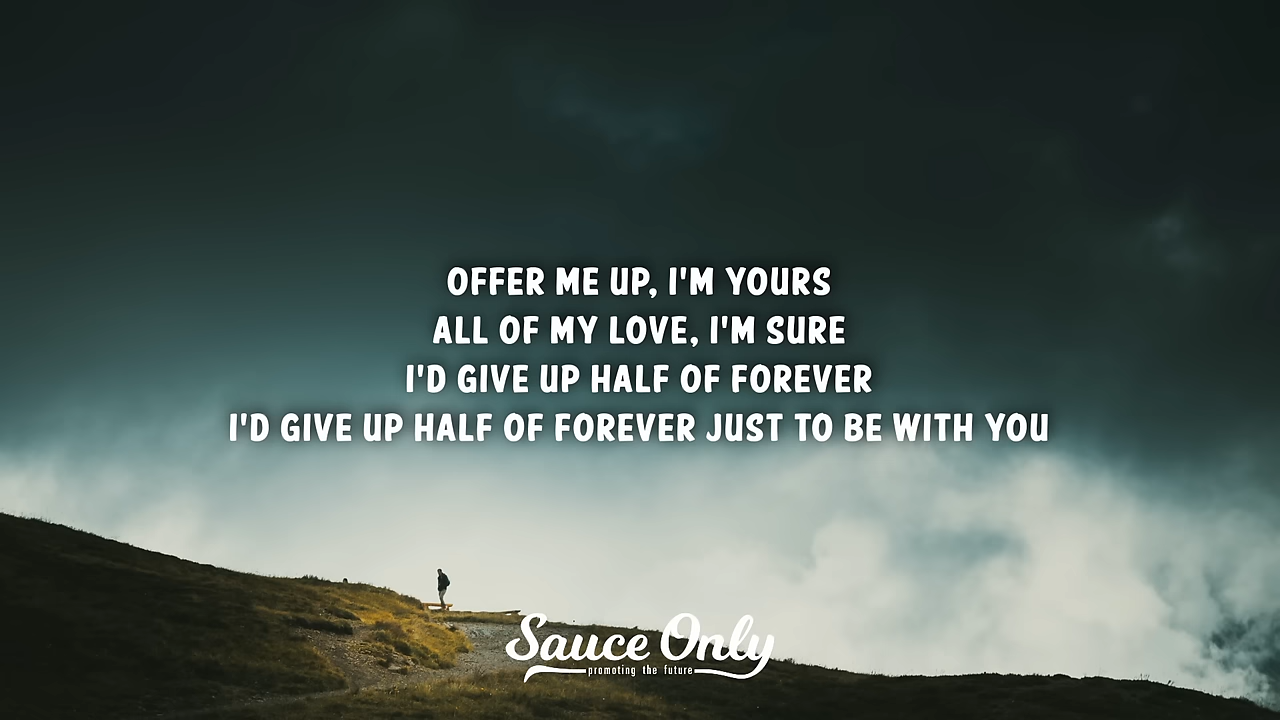 OFFER ME UP, I'M YOURS
ALL OF MY LOVE, I'M SURE
I'D GIVE UP HALF OF FOREVER
I'D GIVE UP HALF OF FOREVER JUST TO BE WITH YOU
Sauce Only
promoting the future